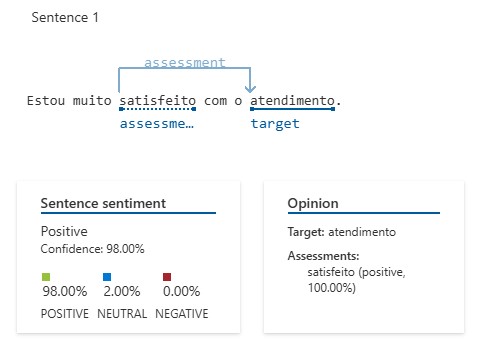 Sentence 1
assessment
Estou muito satisfeito com o atendimento.
assessme… target
Sentence sentiment
Positive
Confidence: 98.00%
98.00% 2.00% 0.00%
POSITIVE NEUTRAL NEGATIVE
Opinion
Target: atendimento
Assessments:
satisfeito (positive,
100.00%)